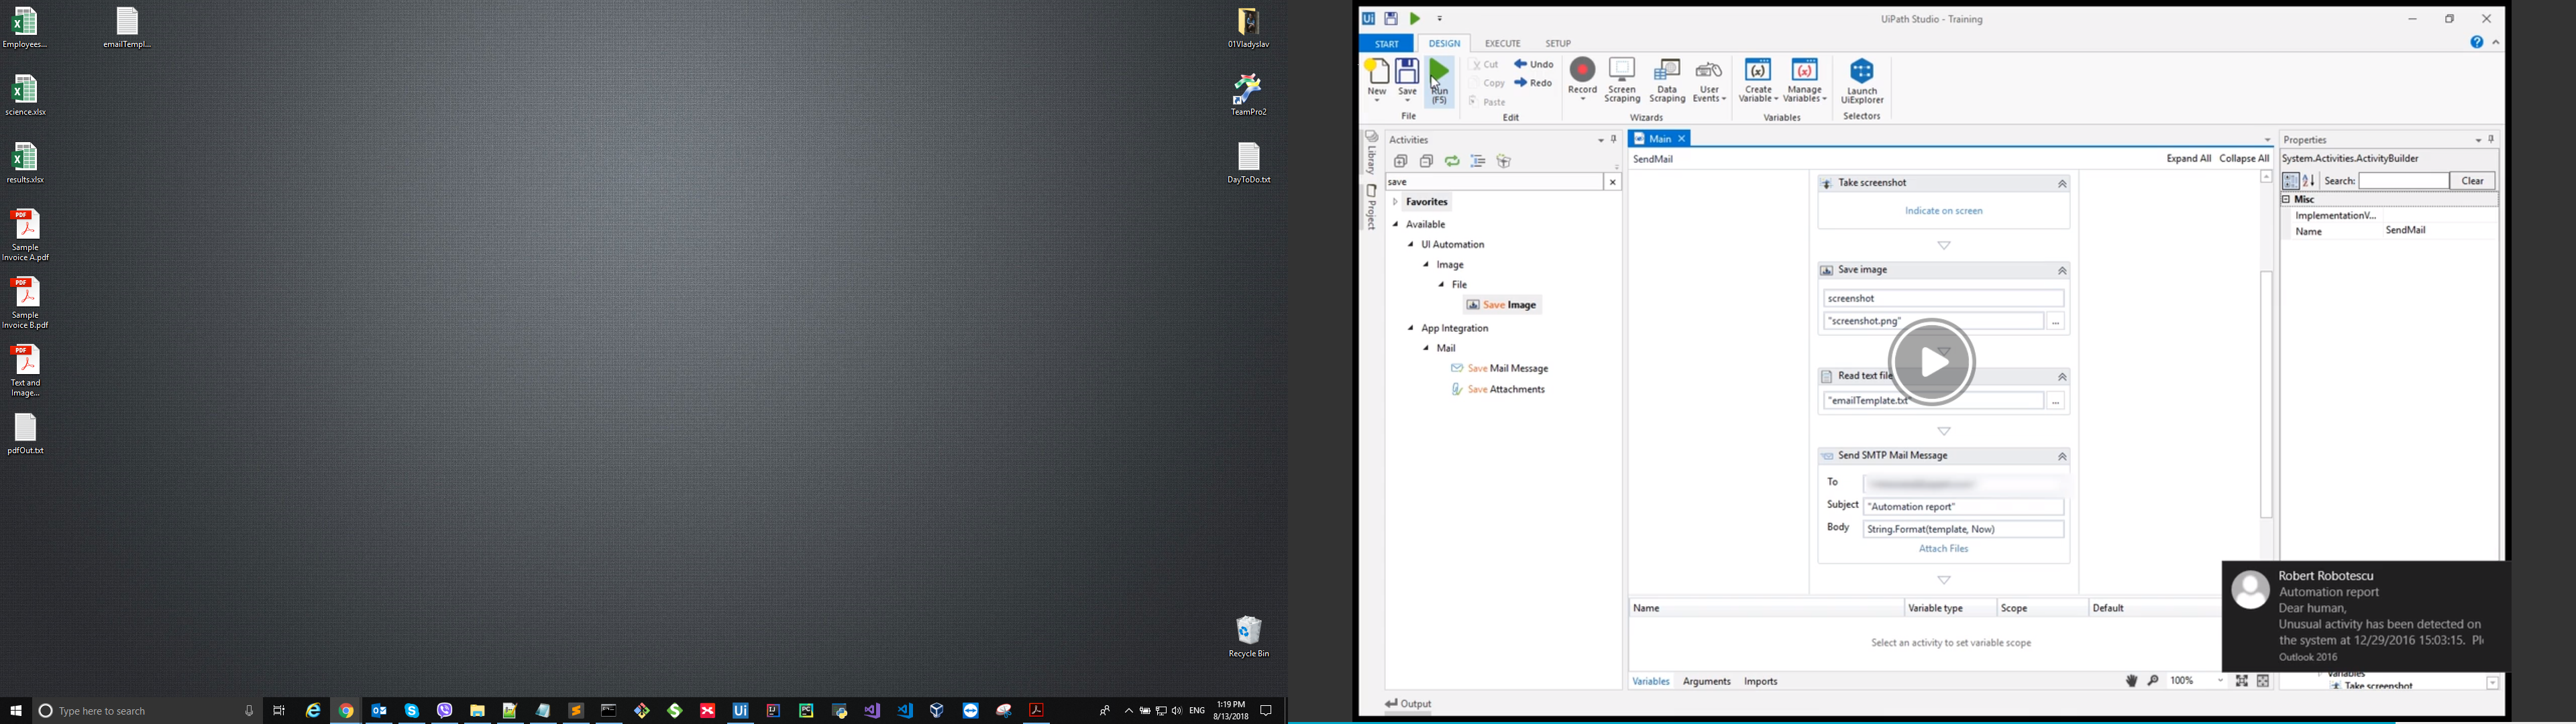 Employees...
emailTempl...
science.xlsx
results.xlsx
PDF
Sample
Invoice A.pdf
PDF
Sample
Invoice B.pdf
PDF
Text and
Image...
pdfOut.txt
01Vladyslav
TeamPro2
DayToDo.txt
Recycle Bin
Type here to search
ENG
1:19 PM
8/13/2018
UiPath Studio - Training
START
DESIGN
EXECUTE
SETUP
New
Save
Run
(F5)
File
Cut
Copy
Paste
Undo
Redo
Edit
Record
Screen
Scraping
Data
Scraping
User
Events
Wizards
Create
Variable
Manage
Variables
Variables
Launch
UiExplorer
Selectors
Library
Project
Activities
save
Favorites
Available
UI Automation
Image
File
Save Image
App Integration
Mail
Save Mail Message
Save Attachments
Main
SendMail
Expand All
Collapse All
Take screenshot
Indicate on screen
Save image
screenshot
"screenshot.png"
...
Read text file
"emailTemplate.txt"
...
Send SMTP Mail Message
To
Subject
"Automation report"
Body
String.Format(template, Now)
Attach Files
Name
Variable type
Scope
Default
Select an activity to set variable scope
Variables
Arguments
Imports
100%
Output
Properties
System.Activities.ActivityBuilder
Search:
Clear
Misc
ImplementationV...
Name
SendMail
Robert Robotescu
Automation report
Dear human,
Unusual activity has been detected on
the system at 12/29/2016 15:03:15.
Outlook 2016
Variables
Take screenshot